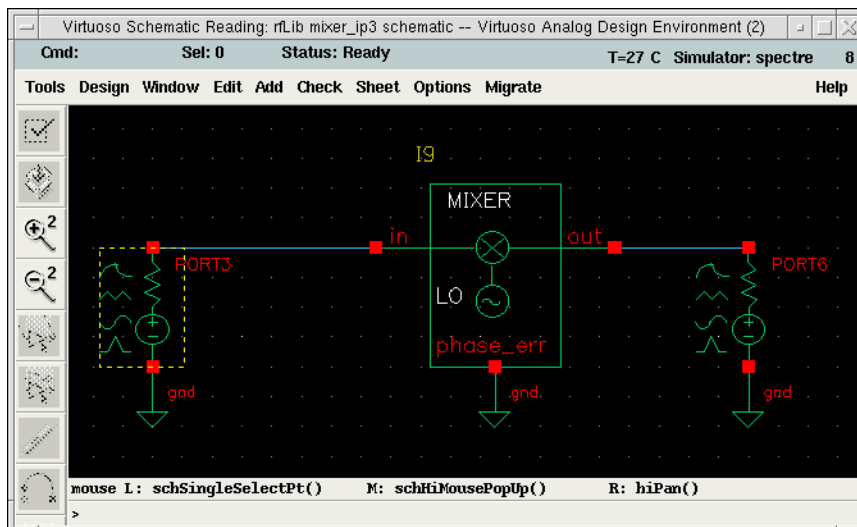 Virtuoso Schematic Reading: rfLib mixer_ip3 schematic -- Virtuoso Analog Design Environment (2)
Cmd: Sel: 0 Status: Ready T=27 C Simulator: spectre 8
Tools Design Window Edit Add Check Sheet Options Migrate Help
I9
MIXER
in out
2
PORT3 PORT6
2
LO
phase_err
gnd gnd gnd
mouse L: schSingleSelectPt() M: schHiMousePopUp() R: hiPan()
>